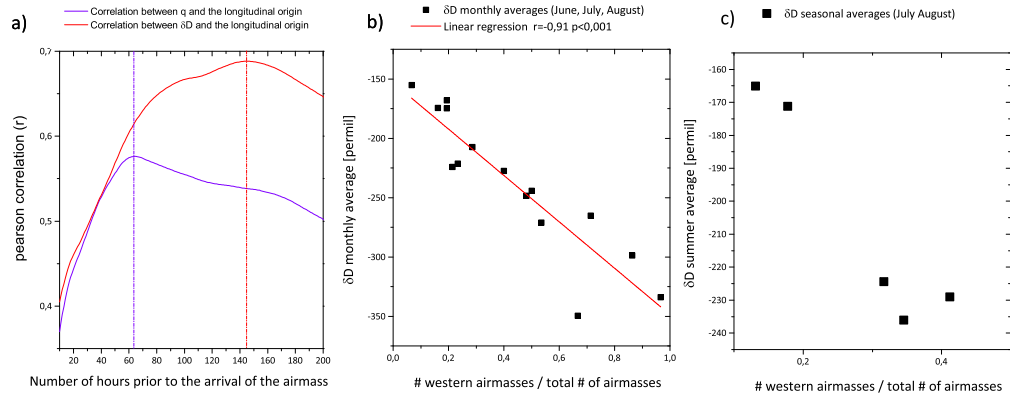 a)
Correlation between q and the longitudinal origin
Correlation between δD and the longitudinal origin
pearson correlation (r)
0,7
0,6
0,5
0,4
10 20 40 60 80 100 120 140 160 180 200
Number of hours prior to the arrival of the airmass
b)
δD monthly averages (June, July, August)
Linear regression r=-0,91 p<0,001
δD monthly average [permil]
-150
-200
-250
-300
-350
0,0 0,2 0,4 0,6 0,8 1,0
# western airmasses / total # of airmasses
c)
δD seasonal averages (July August)
δD summer average [permil]
-160
-170
-180
-190
-200
-210
-220
-230
-240
0,2 0,4
# western airmasses / total # of airmasses